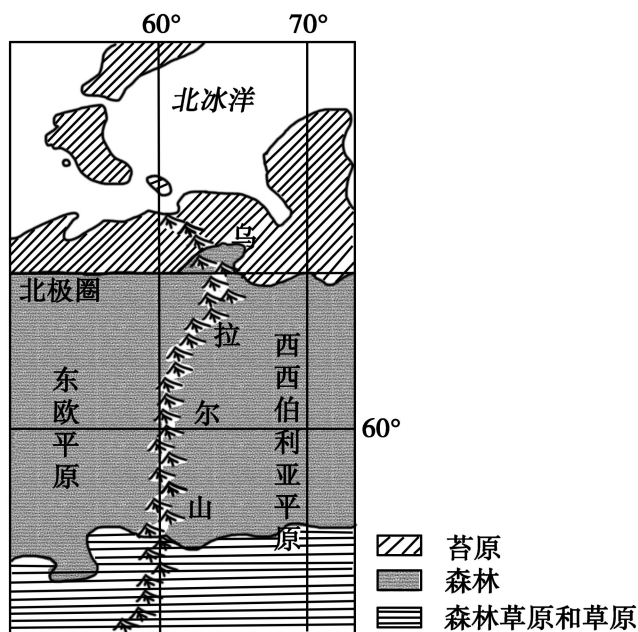 60° 70°
北冰洋
乌拉尔山
北极圈
东欧平原
西西伯利亚平原
60°
苔原
森林
森林草原和草原